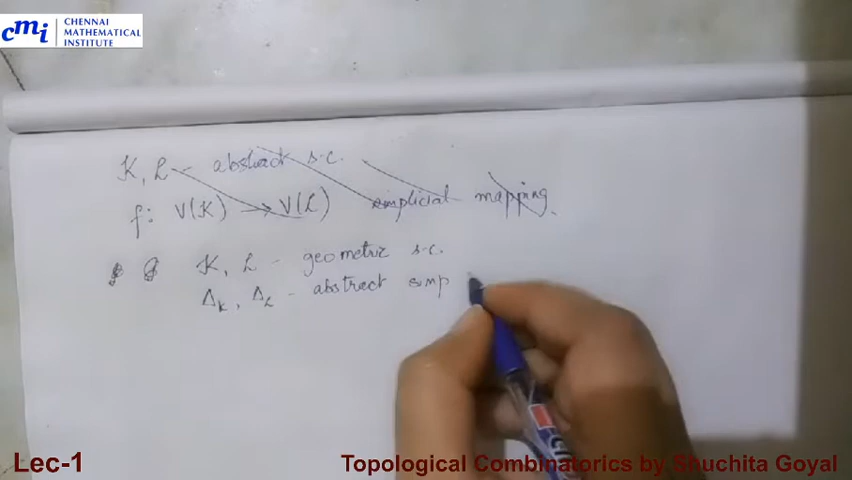 cmi CHENNAI
MATHEMATICAL
INSTITUTE
K, L - abstract s.c.
f: V(K) → V(L) simplicial mapping.
K, L - geometric s.c.
Δ_K, Δ_L - abstract simp
Lec-1
Topological Combinatorics by Shuchita Goyal